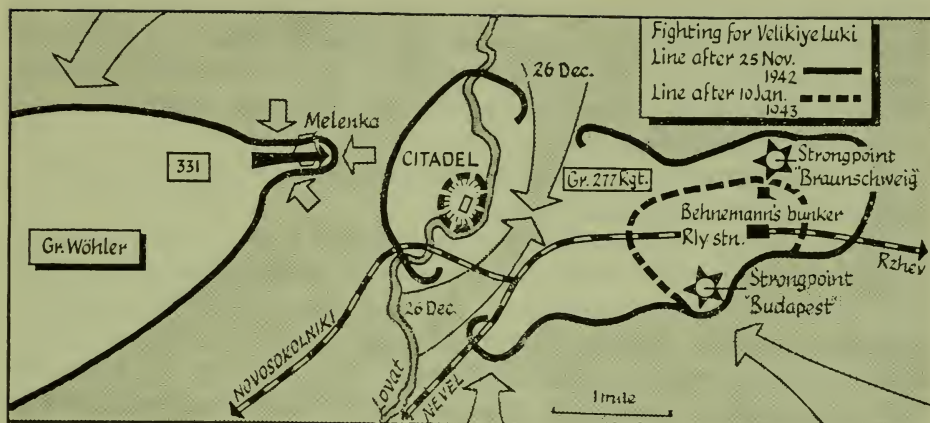 Fighting for Velikiye Luki
Line after 25 Nov.
1942
Line after 10 Jan.
1943
26 Dec.
Melenka
331
CITADEL
Gr. 277 Rgt.
Strongpoint
"Braunschweig"
Gr. Wöhler
Behnemann's bunker
Rly stn.
Rzhev
Strongpoint
"Budapest"
26 Dec.
NOVOSOKOLNIKI
Lovat
NEVEL
1 mile